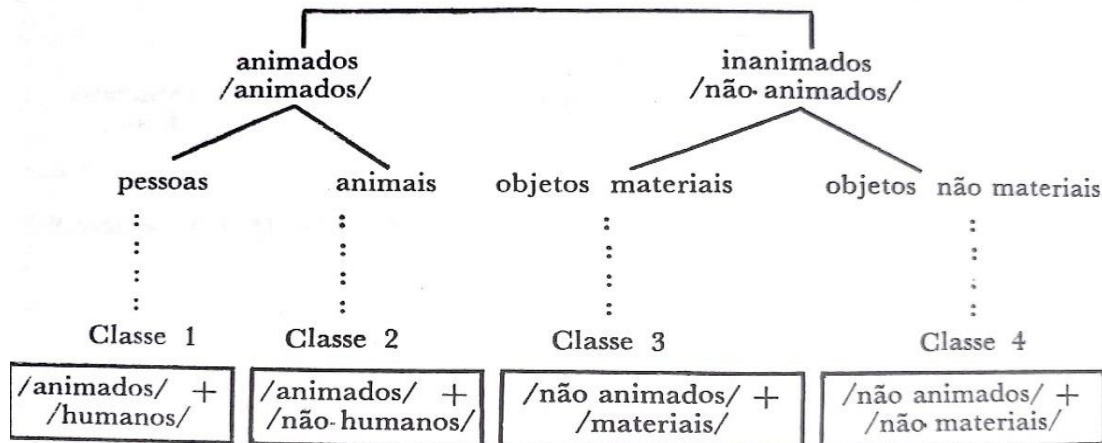 animados inanimados
/animados/ /não animados/
pessoas animais objetos materiais objetos não materiais
Classe 1 Classe 2 Classe 3 Classe 4
/animados/ + /animados/ + /não animados/ + /não animados/ +
/humanos/ /não-humanos/ /materiais/ /não materiais/